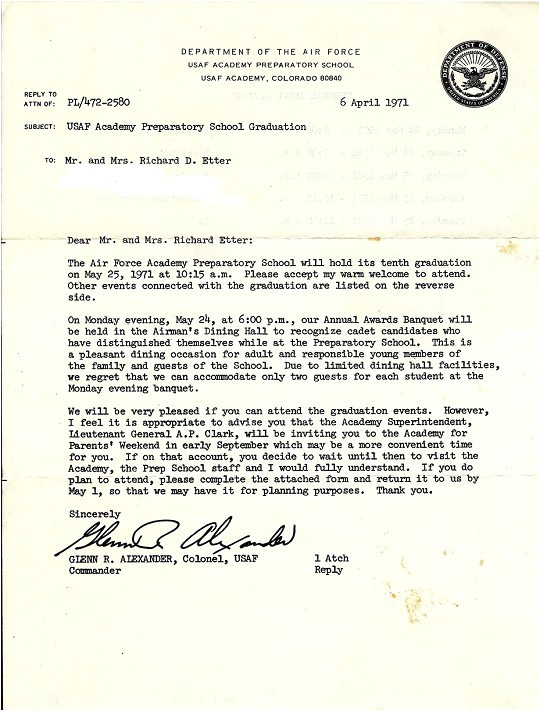 DEPARTMENT OF THE AIR FORCE
USAF ACADEMY PREPARATORY SCHOOL
USAF ACADEMY, COLORADO 80840
DEPARTMENT OF DEFENSE
UNITED STATES OF AMERICA
REPLY TO
ATTN OF: PL/472-2580 6 April 1971
SUBJECT: USAF Academy Preparatory School Graduation
TO: Mr. and Mrs. Richard D. Etter
Dear Mr. and Mrs. Richard Etter:
The Air Force Academy Preparatory School will hold its tenth graduation
on May 25, 1971 at 10:15 a.m. Please accept my warm welcome to attend.
Other events connected with the graduation are listed on the reverse
side.
On Monday evening, May 24, at 6:00 p.m., our Annual Awards Banquet will
be held in the Airman's Dining Hall to recognize cadet candidates who
have distinguished themselves while at the Preparatory School. This is
a pleasant dining occasion for adult and responsible young members of
the family and guests of the School. Due to limited dining hall facilities,
we regret that we can accommodate only two guests for each student at the
Monday evening banquet.
We will be very pleased if you can attend the graduation events. However,
I feel it is appropriate to advise you that the Academy Superintendent,
Lieutenant General A.P. Clark, will be inviting you to the Academy for
Parents' Weekend in early September which may be a more convenient time
for you. If on that account, you decide to wait until then to visit the
Academy, the Prep School staff and I would fully understand. If you do
plan to attend, please complete the attached form and return it to us by
May 1, so that we may have it for planning purposes. Thank you.
Sincerely
Glenn R. Alexander
GLENN R. ALEXANDER, Colonel, USAF 1 Atch
Commander Reply